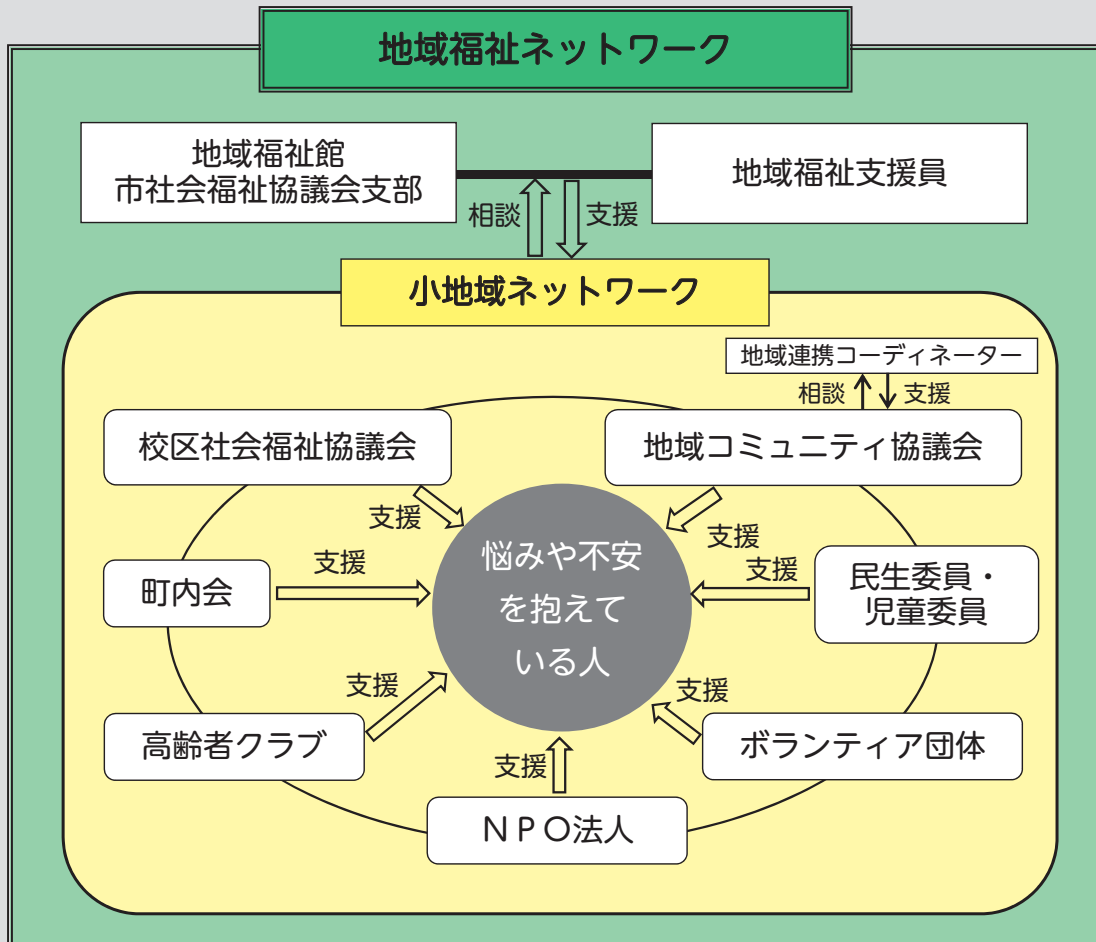 地域福祉ネットワーク
地域福祉館
市社会福祉協議会支部
地域福祉支援員
相談
支援
小地域ネットワーク
地域連携コーディネーター
相談
支援
校区社会福祉協議会
地域コミュニティ協議会
支援
支援
悩みや不安
を抱えて
いる人
町内会
支援
支援
民生委員・
児童委員
支援
支援
高齢者クラブ
ボランティア団体
支援
ＮＰＯ法人